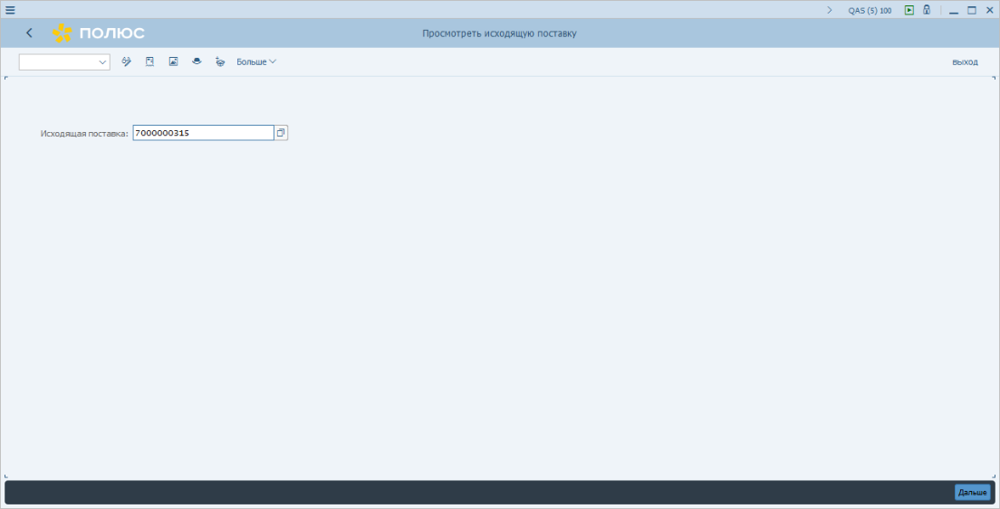 QAS (5) 100
ПОЛЮС
Просмотреть исходящую поставку
Больше
выход
Исходящая поставка: 7000000315
Дальше